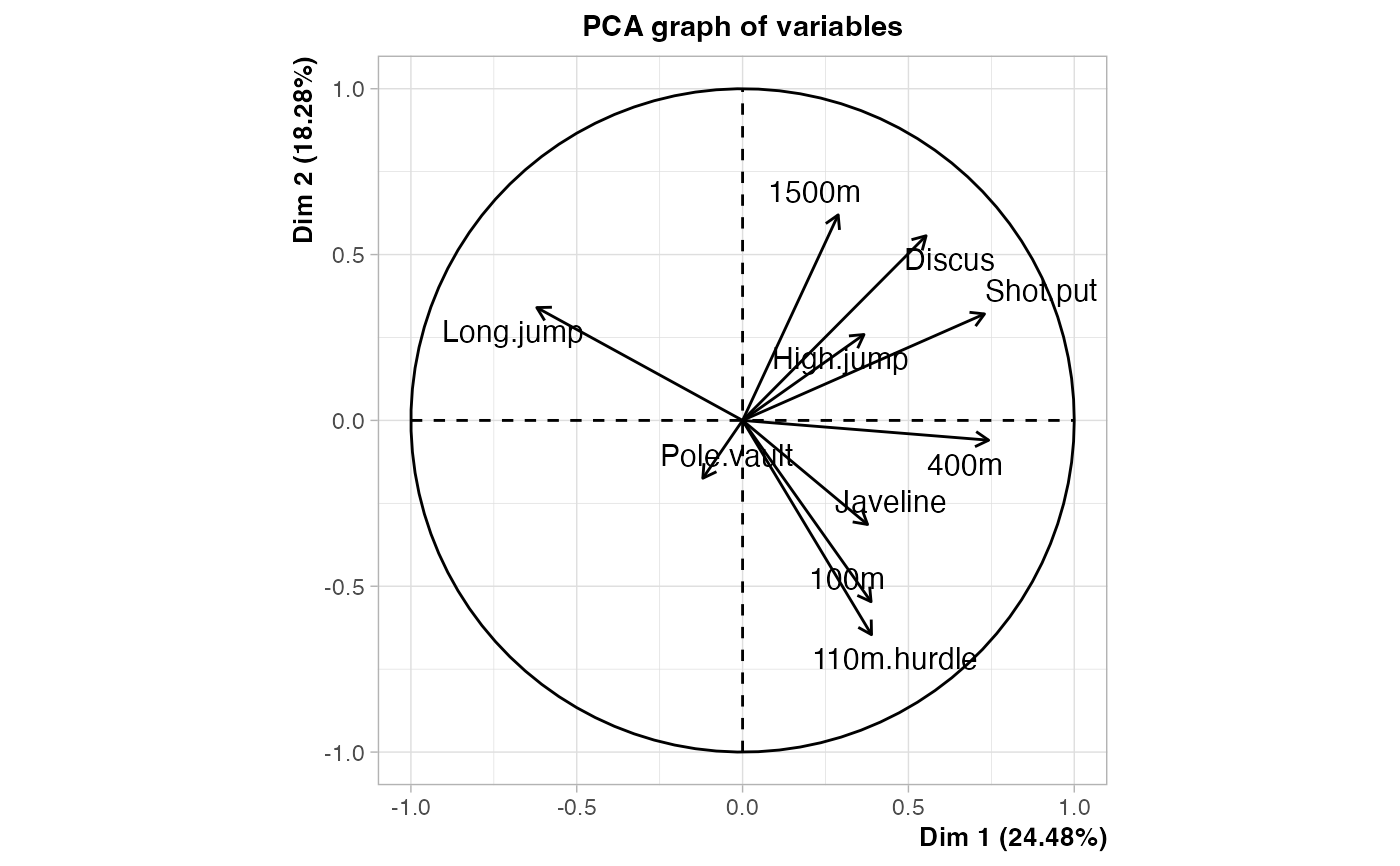 PCA graph of variables
Dim 2 (18.28%)
1.0
0.5
0.0
-0.5
-1.0
1500m
Discus
Shot.put
Long.jump
High.jump
Pole.vault
400m
Javeline
100m
110m.hurdle
-1.0
-0.5
0.0
0.5
1.0
Dim 1 (24.48%)